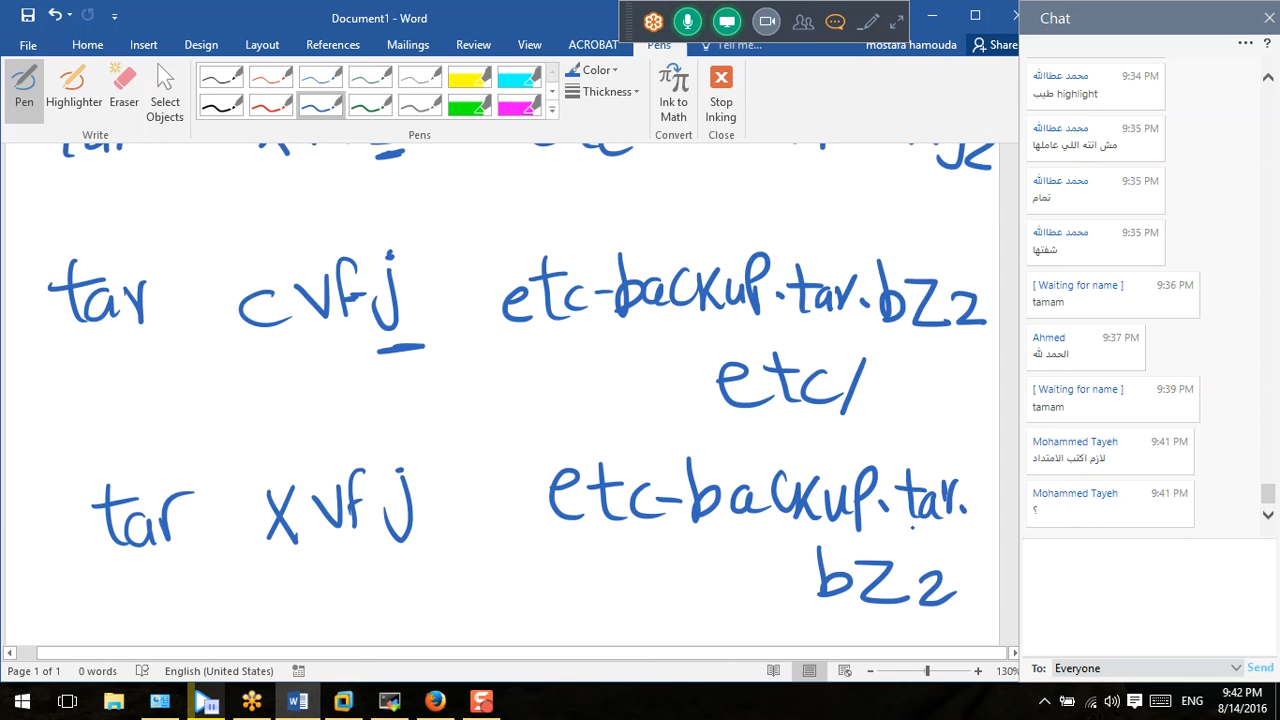 Document1 - Word
mostafa hamouda
Share
File
Home
Insert
Design
Layout
References
Mailings
Review
View
ACROBAT
Pens
Tell me...
Pen
Highlighter
Eraser
Select Objects
Write
Pens
Color
Thickness
Ink to Math
Convert
Stop Inking
Close
tar cvfj etc-backup.tar.bz2
etc/
tar xvfj etc-backup.tar.
bz2
Page 1 of 1
0 words
English (United States)
130%
Chat
... ?
محمد عطاالله 9:34 PM
طيب highlight
محمد عطاالله 9:35 PM
مش انته اللي عاملها
محمد عطاالله 9:35 PM
تمام
محمد عطاالله 9:35 PM
شفتها
[ Waiting for name ] 9:36 PM
tamam
Ahmed 9:37 PM
الحمد لله
[ Waiting for name ] 9:39 PM
tamam
Mohammed Tayeh 9:41 PM
لازم اكتب الامتداد
Mohammed Tayeh 9:41 PM
؟
To: Everyone Send
ENG
9:42 PM
8/14/2016